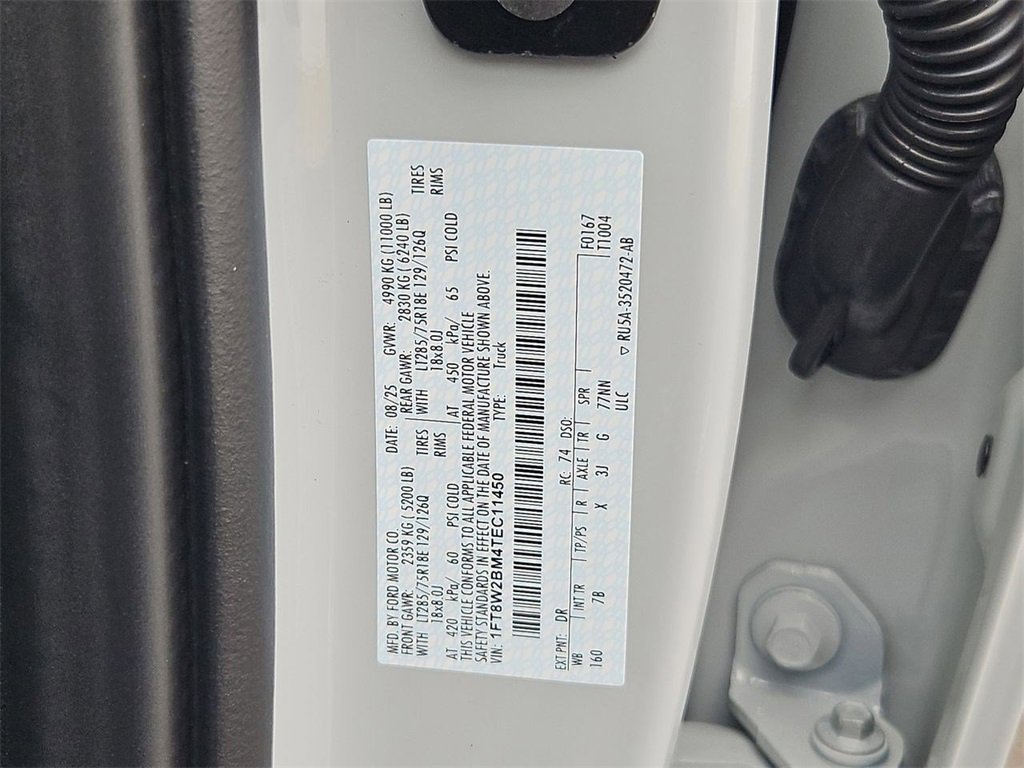 MFD. BY FORD MOTOR CO.
DATE: 08/25 GVWR: 4990 KG (11000 LB)
FRONT GAWR: 2359 KG ( 5200 LB) REAR GAWR: 2830 KG ( 6240 LB)
WITH LT285/75R18E 129/126Q TIRES WITH LT285/75R18E 129/126Q TIRES
18x8.0J RIMS 18x8.0J RIMS
AT 420 kPa/ 60 PSI COLD AT 450 kPa/ 65 PSI COLD
THIS VEHICLE CONFORMS TO ALL APPLICABLE FEDERAL MOTOR VEHICLE
SAFETY STANDARDS IN EFFECT ON THE DATE OF MANUFACTURE SHOWN ABOVE.
VIN: 1FT8W2BM4TEC11450 TYPE: Truck
EXT PNT: DR RC: 74 DSO: F0167
WB INT TR TP/PS R AXLE TR SPR T1004
160 7B X 3J G 77NN
ULC
▽ RU5A-3520472-AB